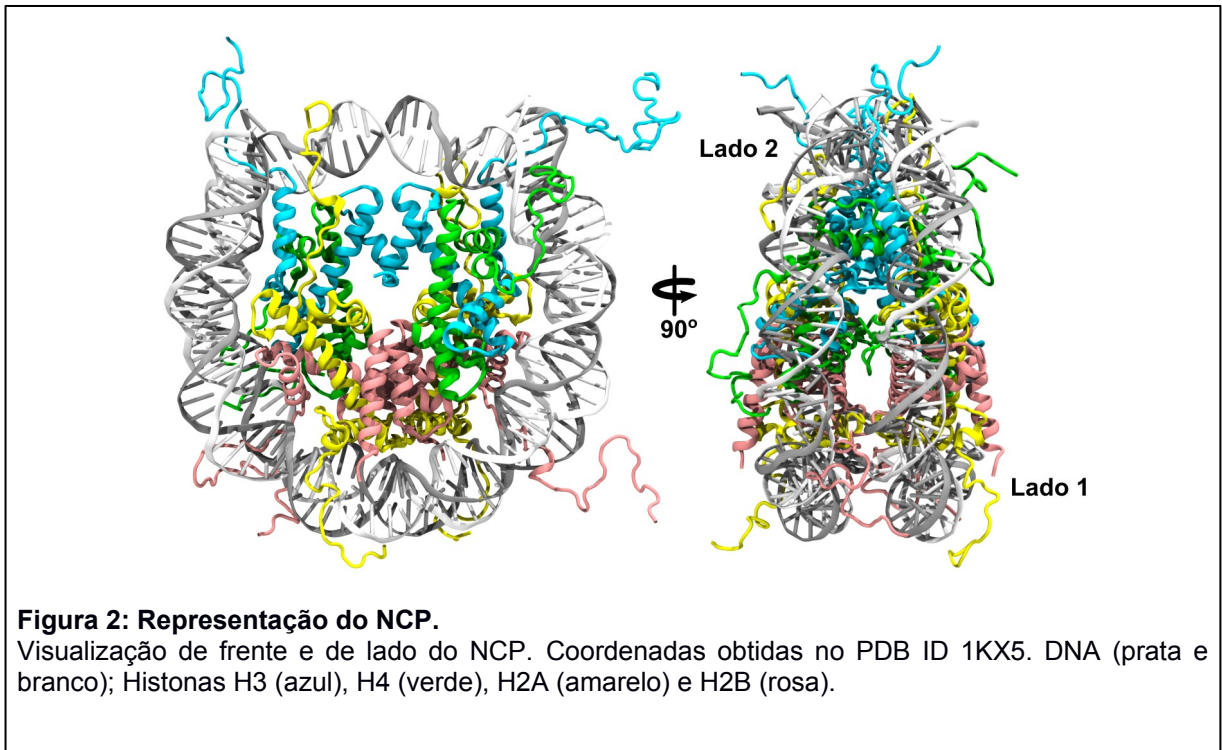 Lado 2
90º
Lado 1
Figura 2: Representação do NCP.
Visualização de frente e de lado do NCP. Coordenadas obtidas no PDB ID 1KX5. DNA (prata e
branco); Histonas H3 (azul), H4 (verde), H2A (amarelo) e H2B (rosa).